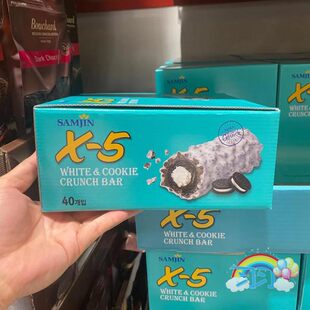 Bouchard
Dark Choco
SAMJIN
X-5
WHITE & COOKIE
CRUNCH BAR
40개입
X-5
WHITE & COOKIE
CRUNCH BAR
SAMJIN
X-5
WHITE & COOKIE
CRUNCH BAR